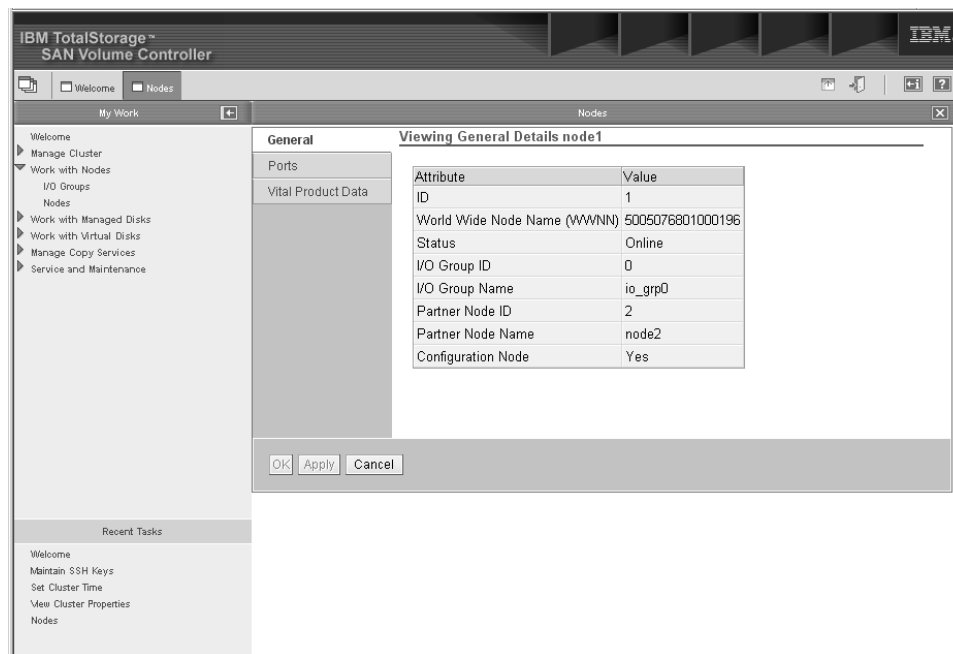 IBM TotalStorage ™
SAN Volume Controller
IBM.
Welcome
Nodes
?
My Work
Nodes
Welcome
Manage Cluster
Work with Nodes
I/O Groups
Nodes
Work with Managed Disks
Work with Virtual Disks
Manage Copy Services
Service and Maintenance
General
Ports
Vital Product Data
Viewing General Details node1
Attribute Value
ID 1
World Wide Node Name (WWNN) 5005076801000196
Status Online
I/O Group ID 0
I/O Group Name io_grp0
Partner Node ID 2
Partner Node Name node2
Configuration Node Yes
OK Apply Cancel
Recent Tasks
Welcome
Maintain SSH Keys
Set Cluster Time
View Cluster Properties
Nodes